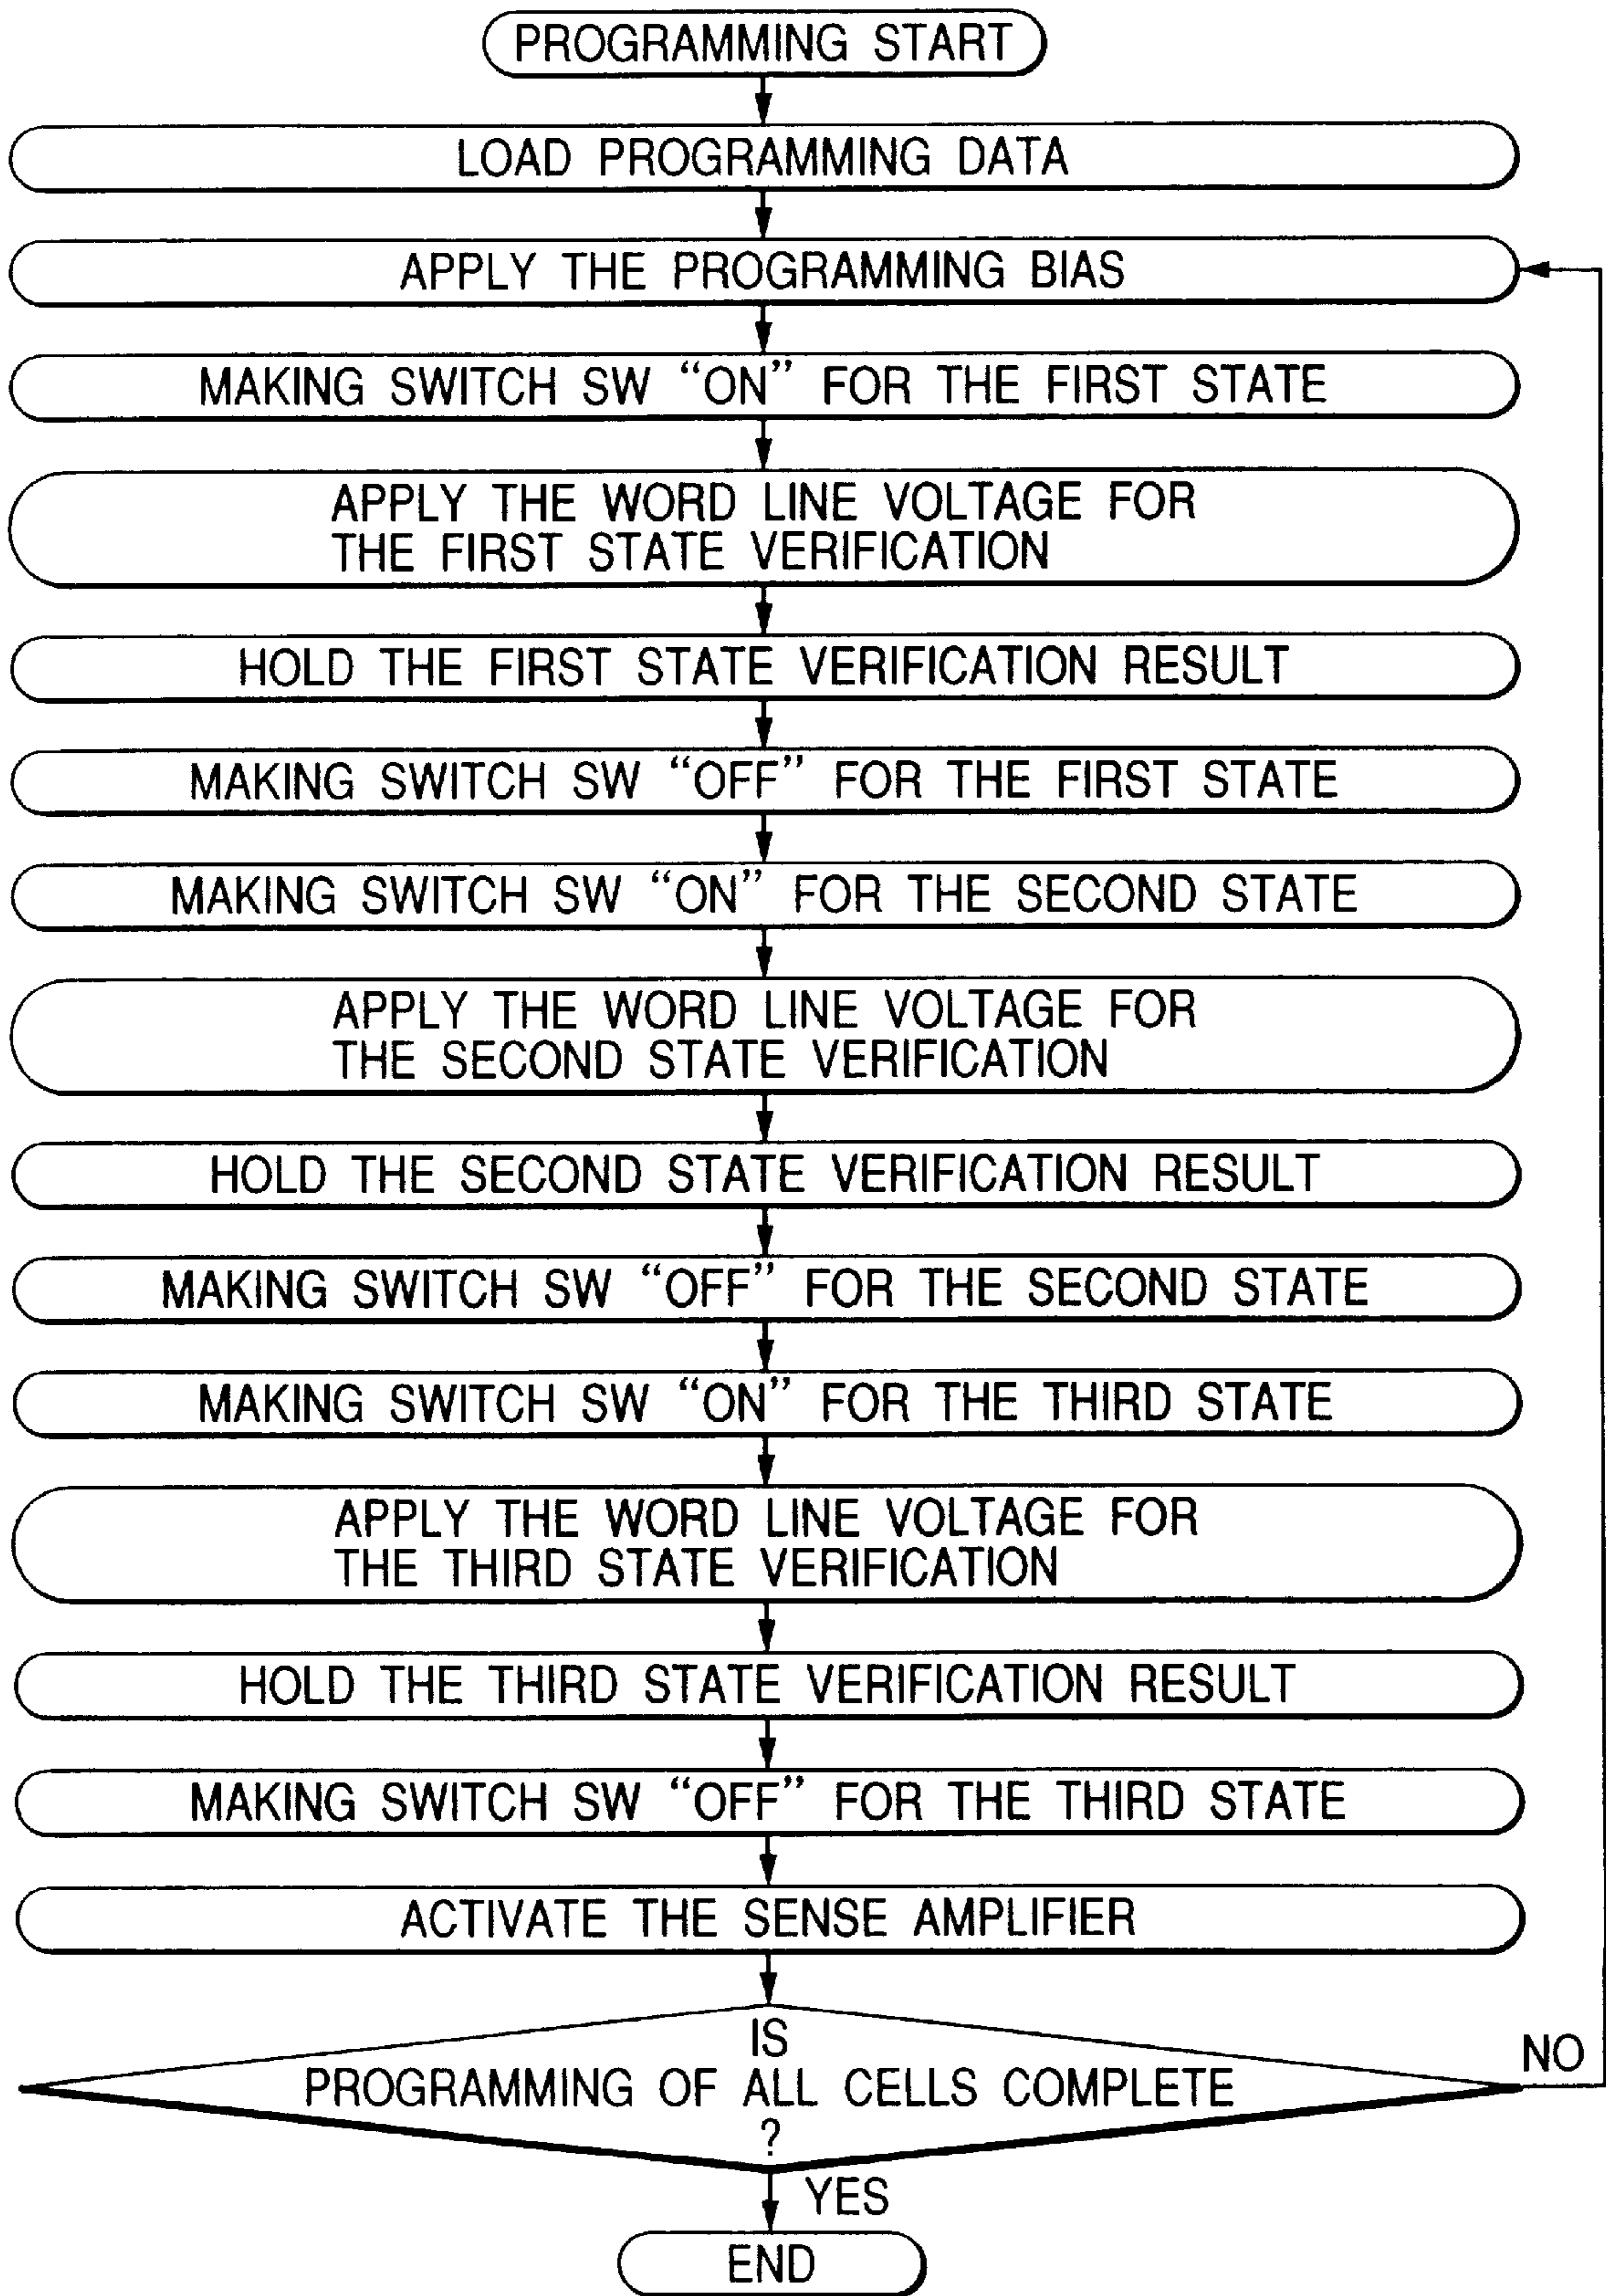 PROGRAMMING START
LOAD PROGRAMMING DATA
APPLY THE PROGRAMMING BIAS
MAKING SWITCH SW “ON” FOR THE FIRST STATE
APPLY THE WORD LINE VOLTAGE FOR
THE FIRST STATE VERIFICATION
HOLD THE FIRST STATE VERIFICATION RESULT
MAKING SWITCH SW “OFF” FOR THE FIRST STATE
MAKING SWITCH SW “ON” FOR THE SECOND STATE
APPLY THE WORD LINE VOLTAGE FOR
THE SECOND STATE VERIFICATION
HOLD THE SECOND STATE VERIFICATION RESULT
MAKING SWITCH SW “OFF” FOR THE SECOND STATE
MAKING SWITCH SW “ON” FOR THE THIRD STATE
APPLY THE WORD LINE VOLTAGE FOR
THE THIRD STATE VERIFICATION
HOLD THE THIRD STATE VERIFICATION RESULT
MAKING SWITCH SW “OFF” FOR THE THIRD STATE
ACTIVATE THE SENSE AMPLIFIER
IS
PROGRAMMING OF ALL CELLS COMPLETE
?
NO
YES
END